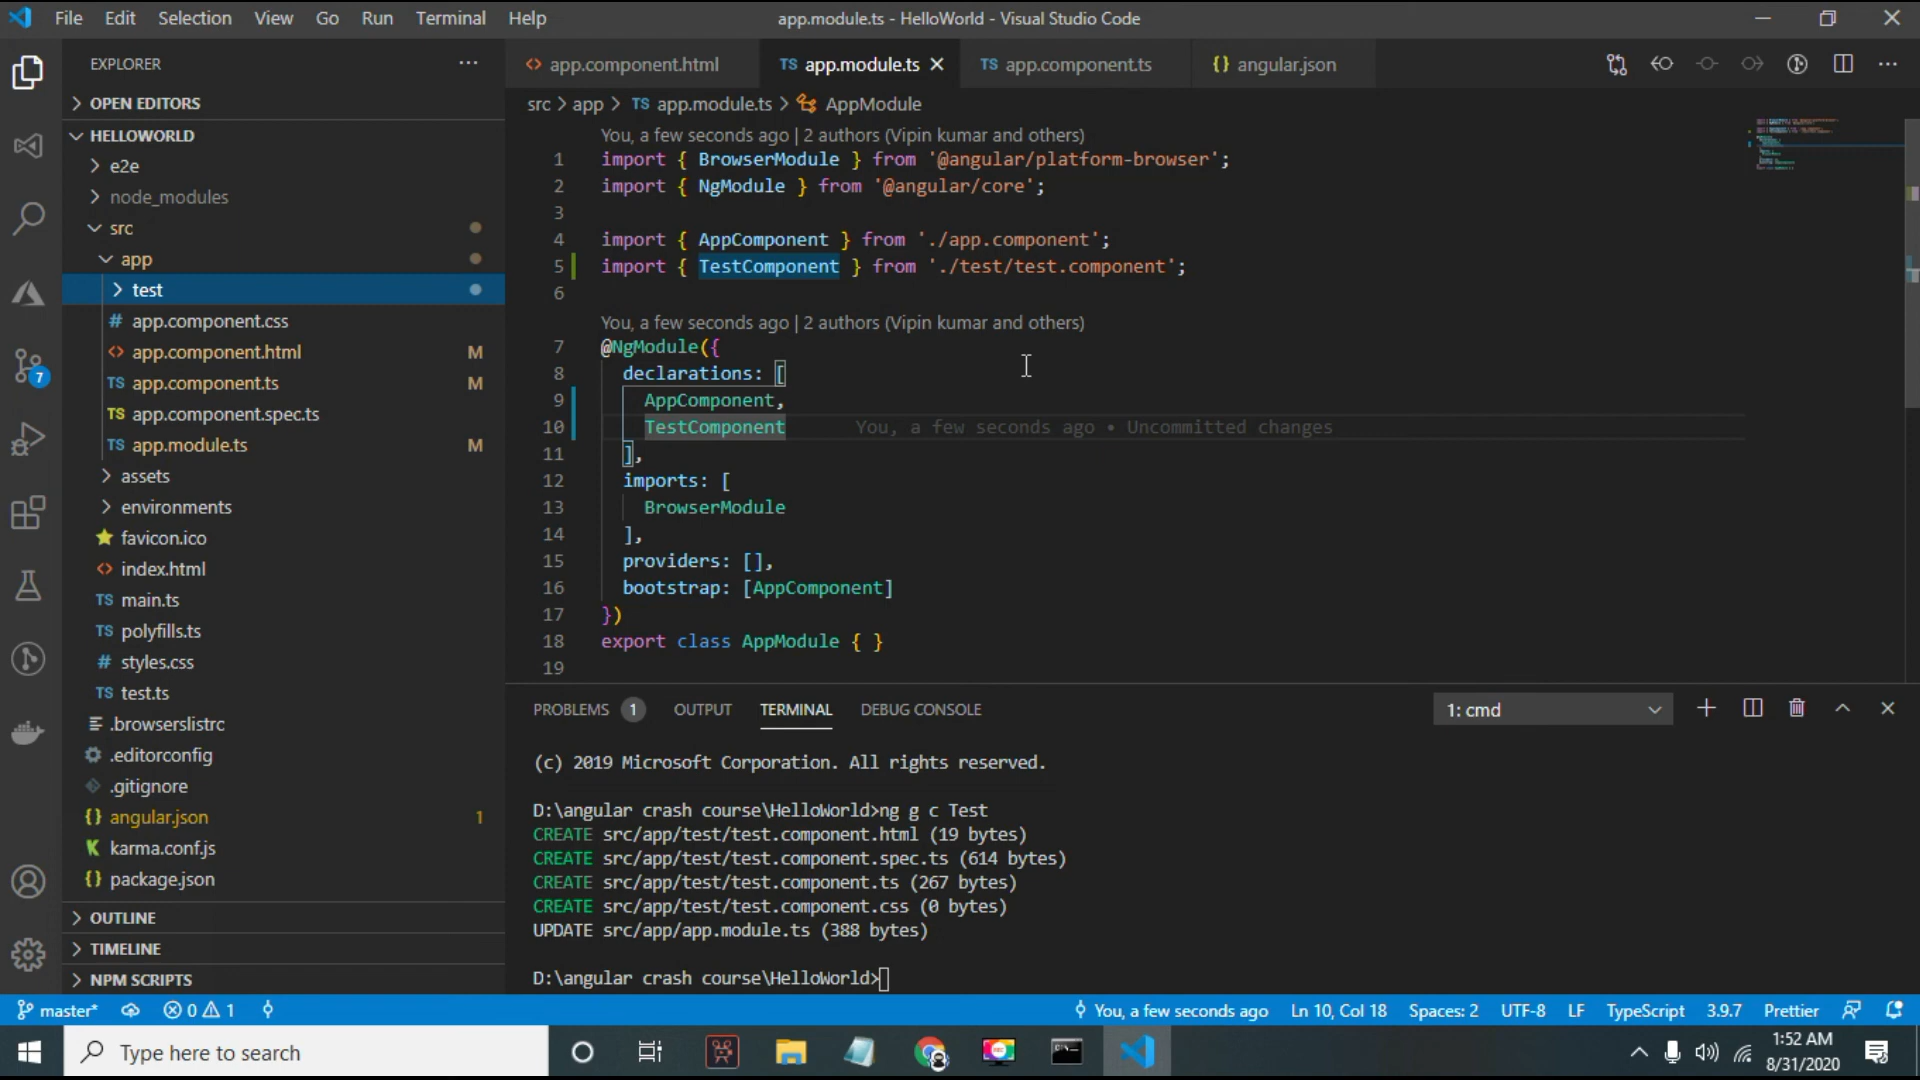 File Edit Selection View Go Run Terminal Help
app.module.ts - HelloWorld - Visual Studio Code
EXPLORER
OPEN EDITORS
HELLOWORLD
e2e
node_modules
src
app
test
app.component.css
app.component.html M
TS app.component.ts M
TS app.component.spec.ts
TS app.module.ts M
assets
environments
favicon.ico
index.html
TS main.ts
TS polyfills.ts
# styles.css
TS test.ts
.browserslistrc
.editorconfig
.gitignore
{} angular.json 1
karma.conf.js
{} package.json
OUTLINE
TIMELINE
NPM SCRIPTS
7
<> app.component.html TS app.module.ts TS app.component.ts {} angular.json
src > app > TS app.module.ts > AppModule
You, a few seconds ago | 2 authors (Vipin kumar and others)
1 import { BrowserModule } from '@angular/platform-browser';
2 import { NgModule } from '@angular/core';
3
4 import { AppComponent } from './app.component';
5 import { TestComponent } from './test/test.component';
6
You, a few seconds ago | 2 authors (Vipin kumar and others)
7 @NgModule({
8 declarations: [
9 AppComponent,
10 TestComponent You, a few seconds ago • Uncommitted changes
11 ],
12 imports: [
13 BrowserModule
14 ],
15 providers: [],
16 bootstrap: [AppComponent]
17 })
18 export class AppModule { }
19
PROBLEMS 1 OUTPUT TERMINAL DEBUG CONSOLE 1: cmd
(c) 2019 Microsoft Corporation. All rights reserved.
D:\angular crash course\HelloWorld>ng g c Test
CREATE src/app/test/test.component.html (19 bytes)
CREATE src/app/test/test.component.spec.ts (614 bytes)
CREATE src/app/test/test.component.ts (267 bytes)
CREATE src/app/test/test.component.css (0 bytes)
UPDATE src/app/app.module.ts (388 bytes)
D:\angular crash course\HelloWorld>
master* 0 1 You, a few seconds ago Ln 10, Col 18 Spaces: 2 UTF-8 LF TypeScript 3.9.7 Prettier
Type here to search
1:52 AM
8/31/2020